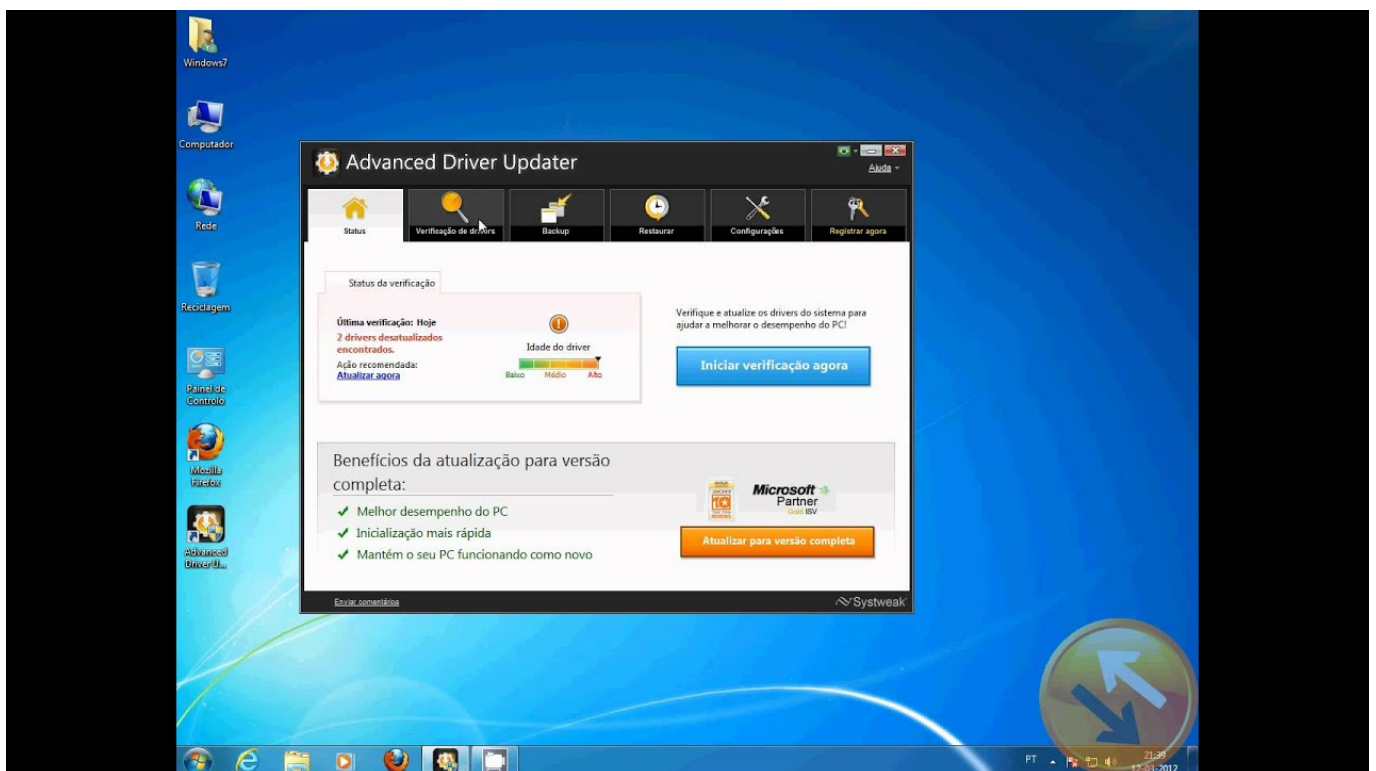 Windows7
Computador
Rede
Reciclagem
Painel de
Controlo
Mozilla
Firefox
Advanced
Driver U...
Advanced Driver Updater
Ajuda
Status
Verificação de drivers
Backup
Restaurar
Configurações
Registrar agora
Status da verificação
Última verificação: Hoje
2 drivers desatualizados
encontrados.
Ação recomendada:
Atualizar agora
Idade do driver
Baixo Médio Alto
Verifique e atualize os drivers do sistema para
ajudar a melhorar o desempenho do PC!
Iniciar verificação agora
Benefícios da atualização para versão
completa:
Melhor desempenho do PC
Inicialização mais rápida
Mantém o seu PC funcionando como novo
Microsoft
Partner
Gold ISV
Atualizar para versão completa
Enviar comentários
Systweak
PT
21:39
12-03-2012